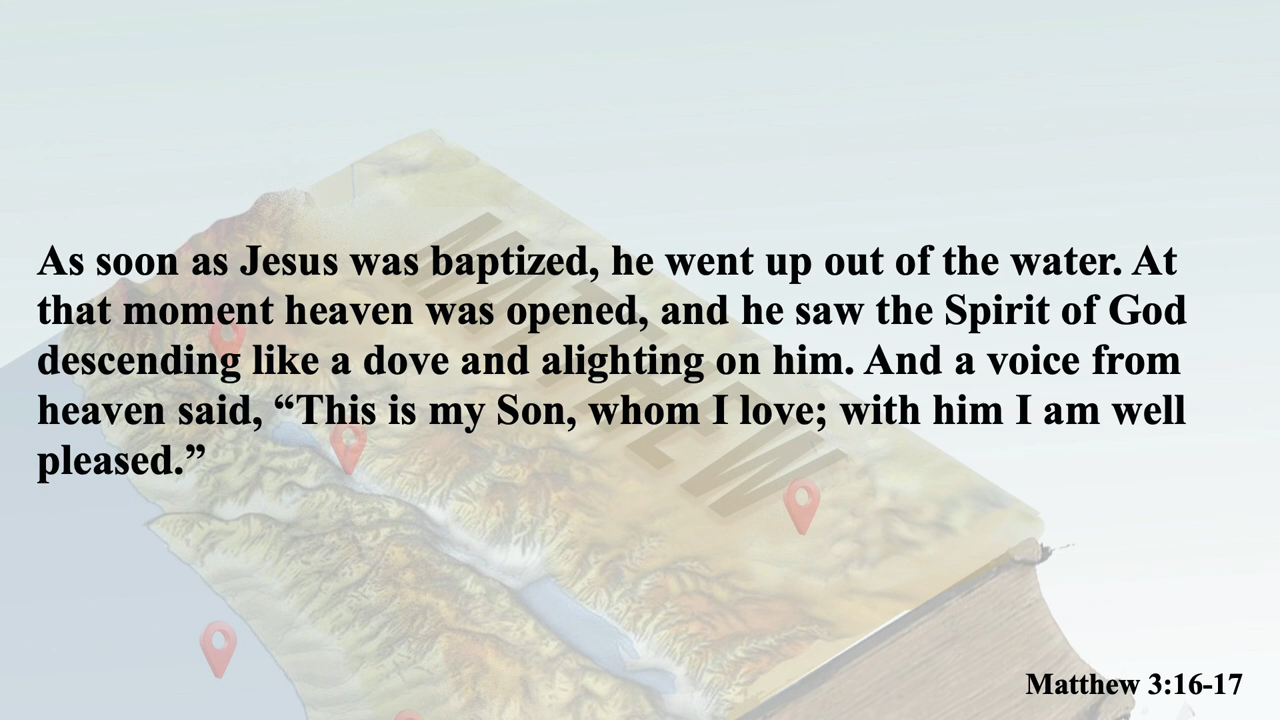 MATTHEW
As soon as Jesus was baptized, he went up out of the water. At
that moment heaven was opened, and he saw the Spirit of God
descending like a dove and alighting on him. And a voice from
heaven said, “This is my Son, whom I love; with him I am well
pleased.”
Matthew 3:16-17